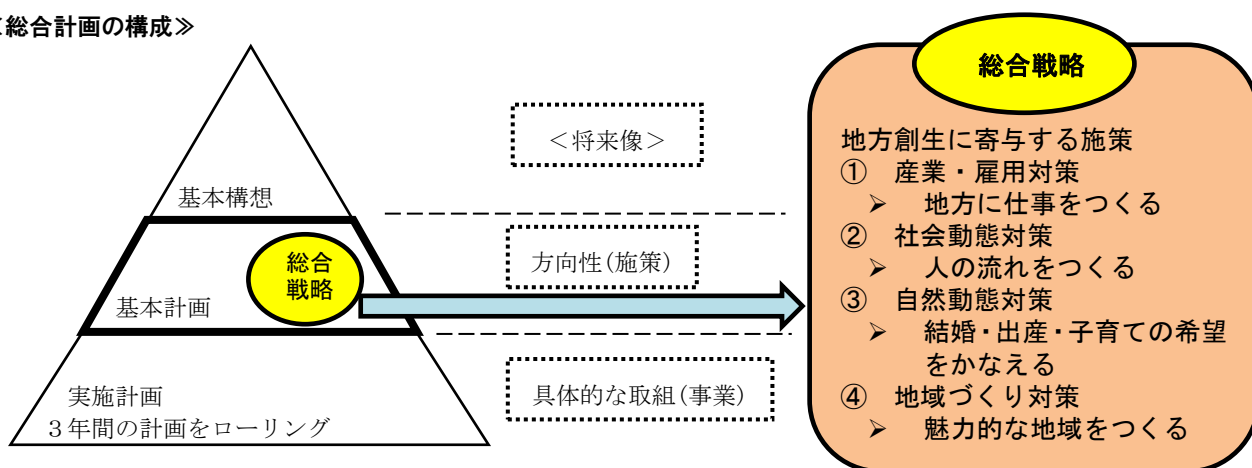 総合計画の構成≫
基本構想
総合
戦略
基本計画
実施計画
３年間の計画をローリング
＜将来像＞
方向性(施策)
具体的な取組(事業)
総合戦略
地方創生に寄与する施策
① 産業・雇用対策
➢ 地方に仕事をつくる
② 社会動態対策
➢ 人の流れをつくる
③ 自然動態対策
➢ 結婚・出産・子育ての希望
をかなえる
④ 地域づくり対策
➢ 魅力的な地域をつくる